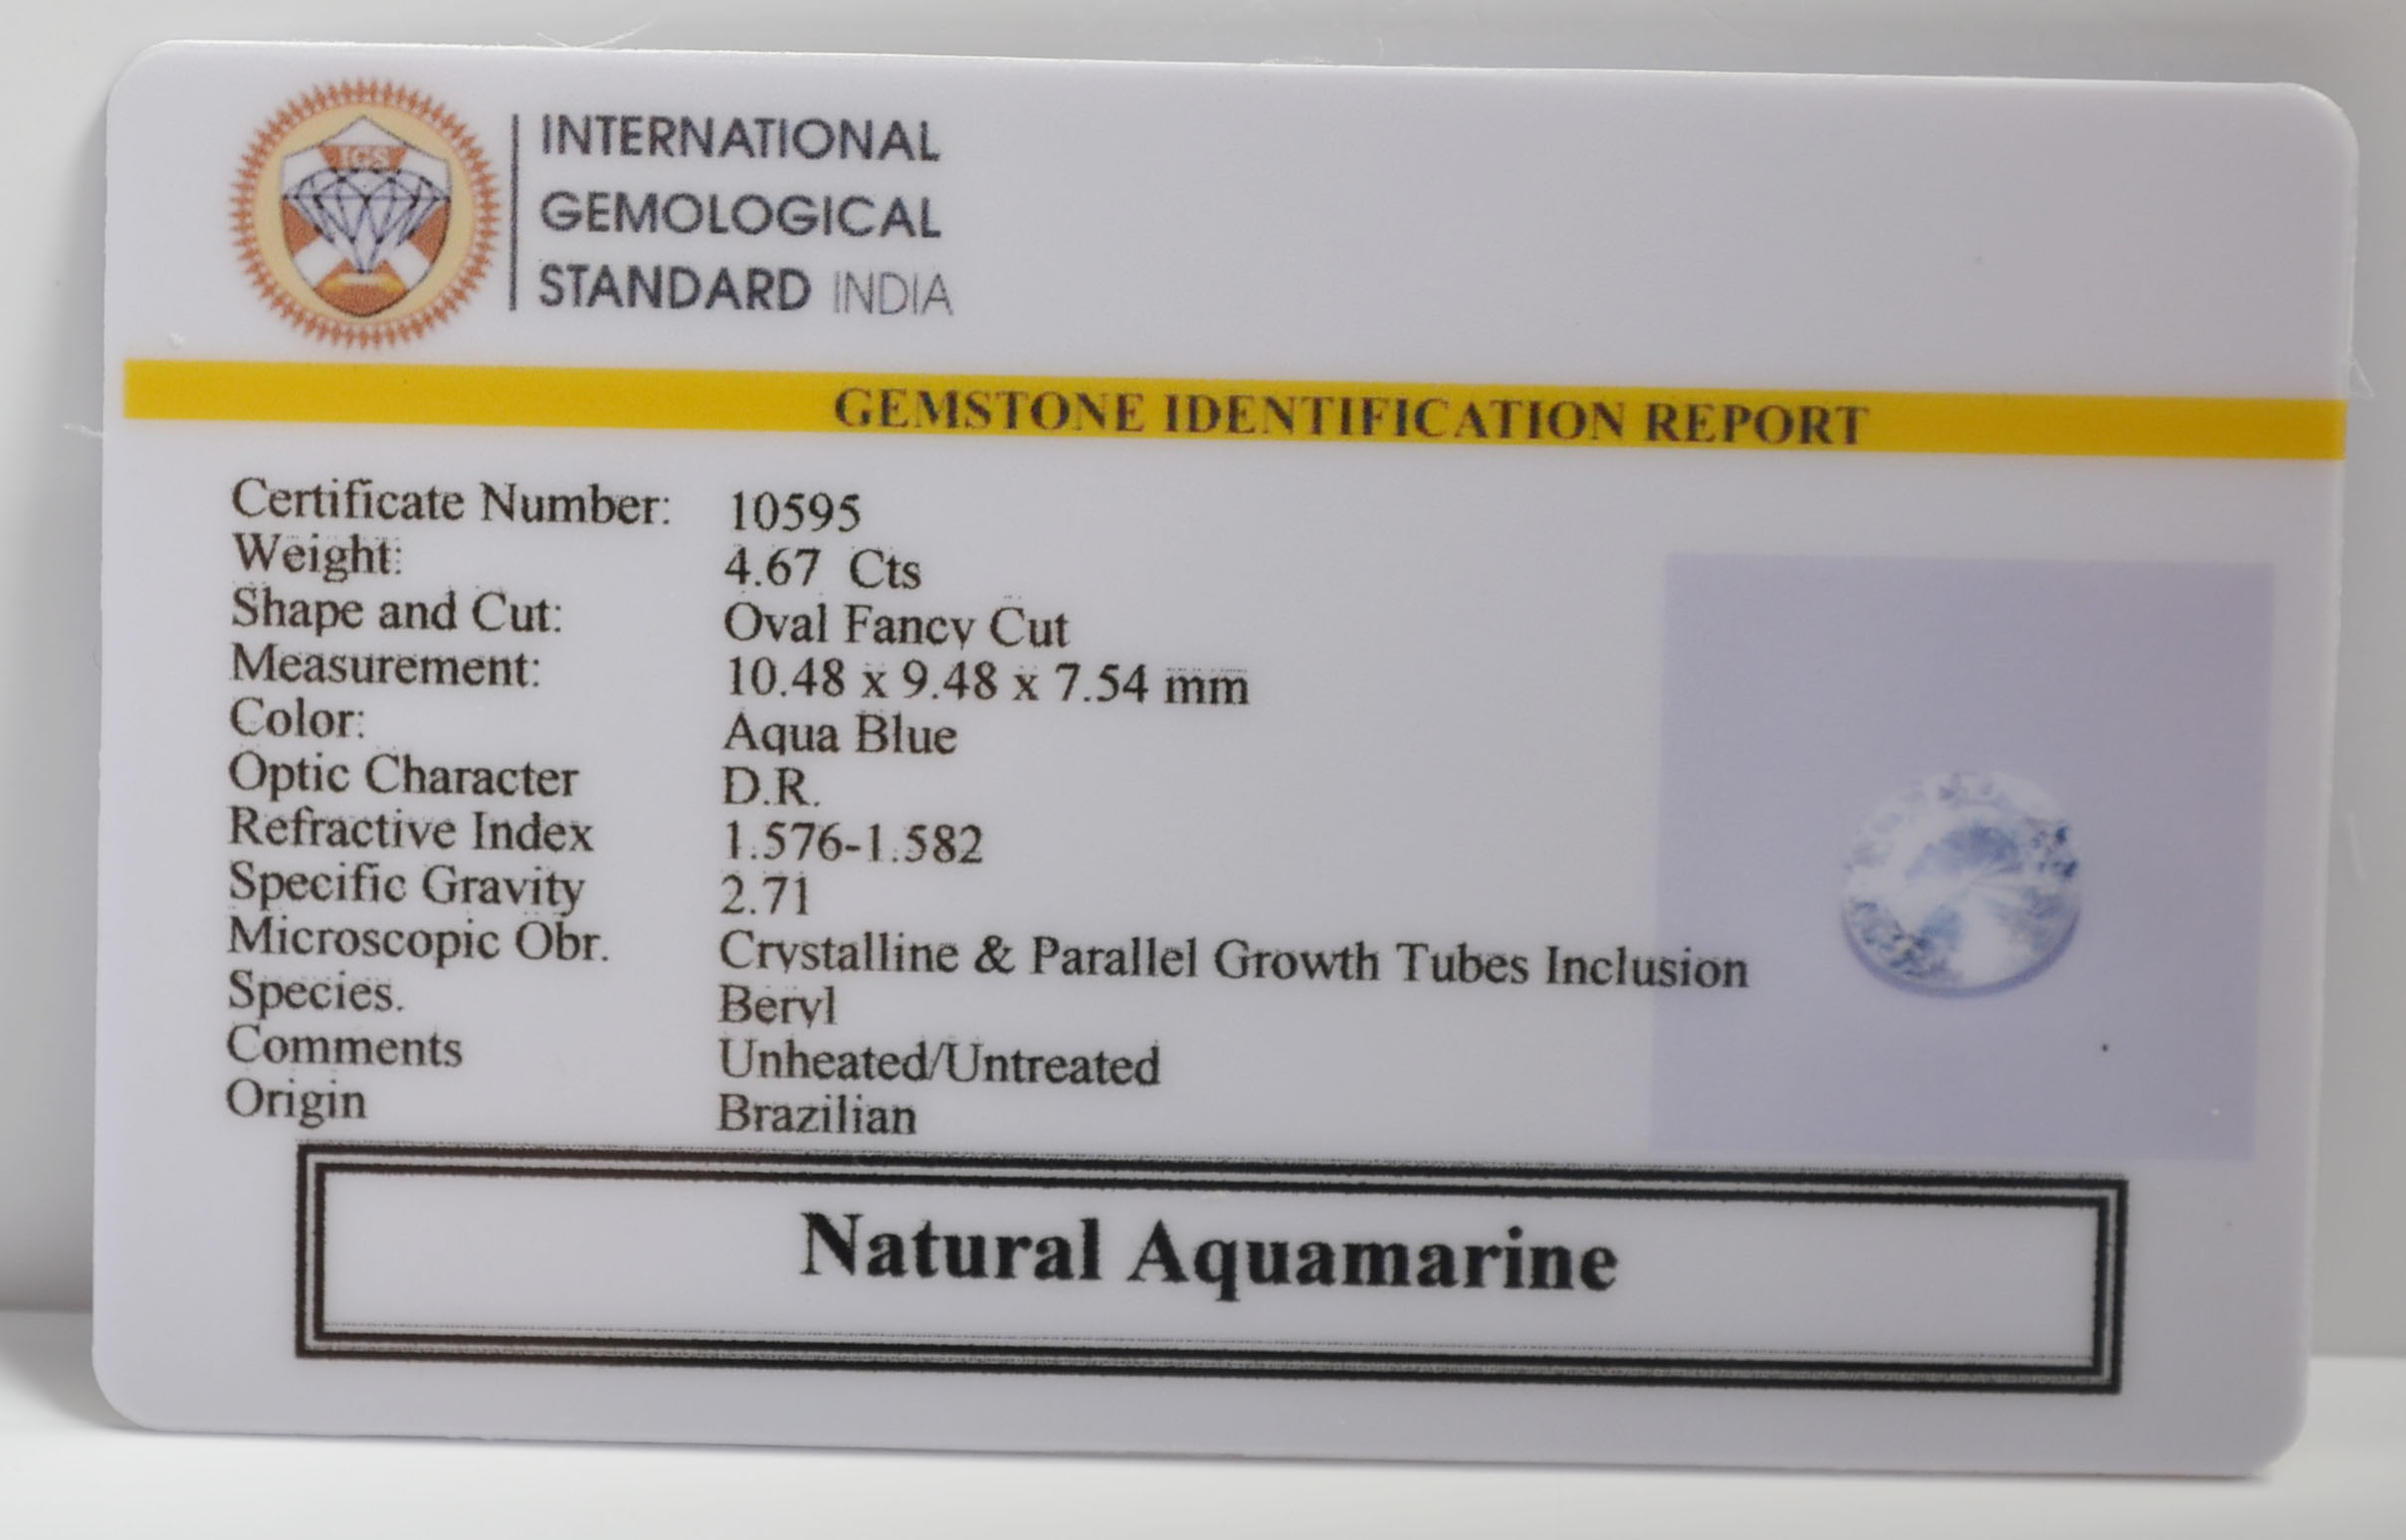 IGS
INTERNATIONAL
GEMOLOGICAL
STANDARD INDIA
GEMSTONE IDENTIFICATION REPORT
Certificate Number: 10595
Weight: 4.67 Cts
Shape and Cut: Oval Fancy Cut
Measurement: 10.48 x 9.48 x 7.54 mm
Color: Aqua Blue
Optic Character D.R.
Refractive Index 1.576-1.582
Specific Gravity 2.71
Microscopic Obr. Crystalline & Parallel Growth Tubes Inclusion
Species. Beryl
Comments Unheated/Untreated
Origin Brazilian
Natural Aquamarine